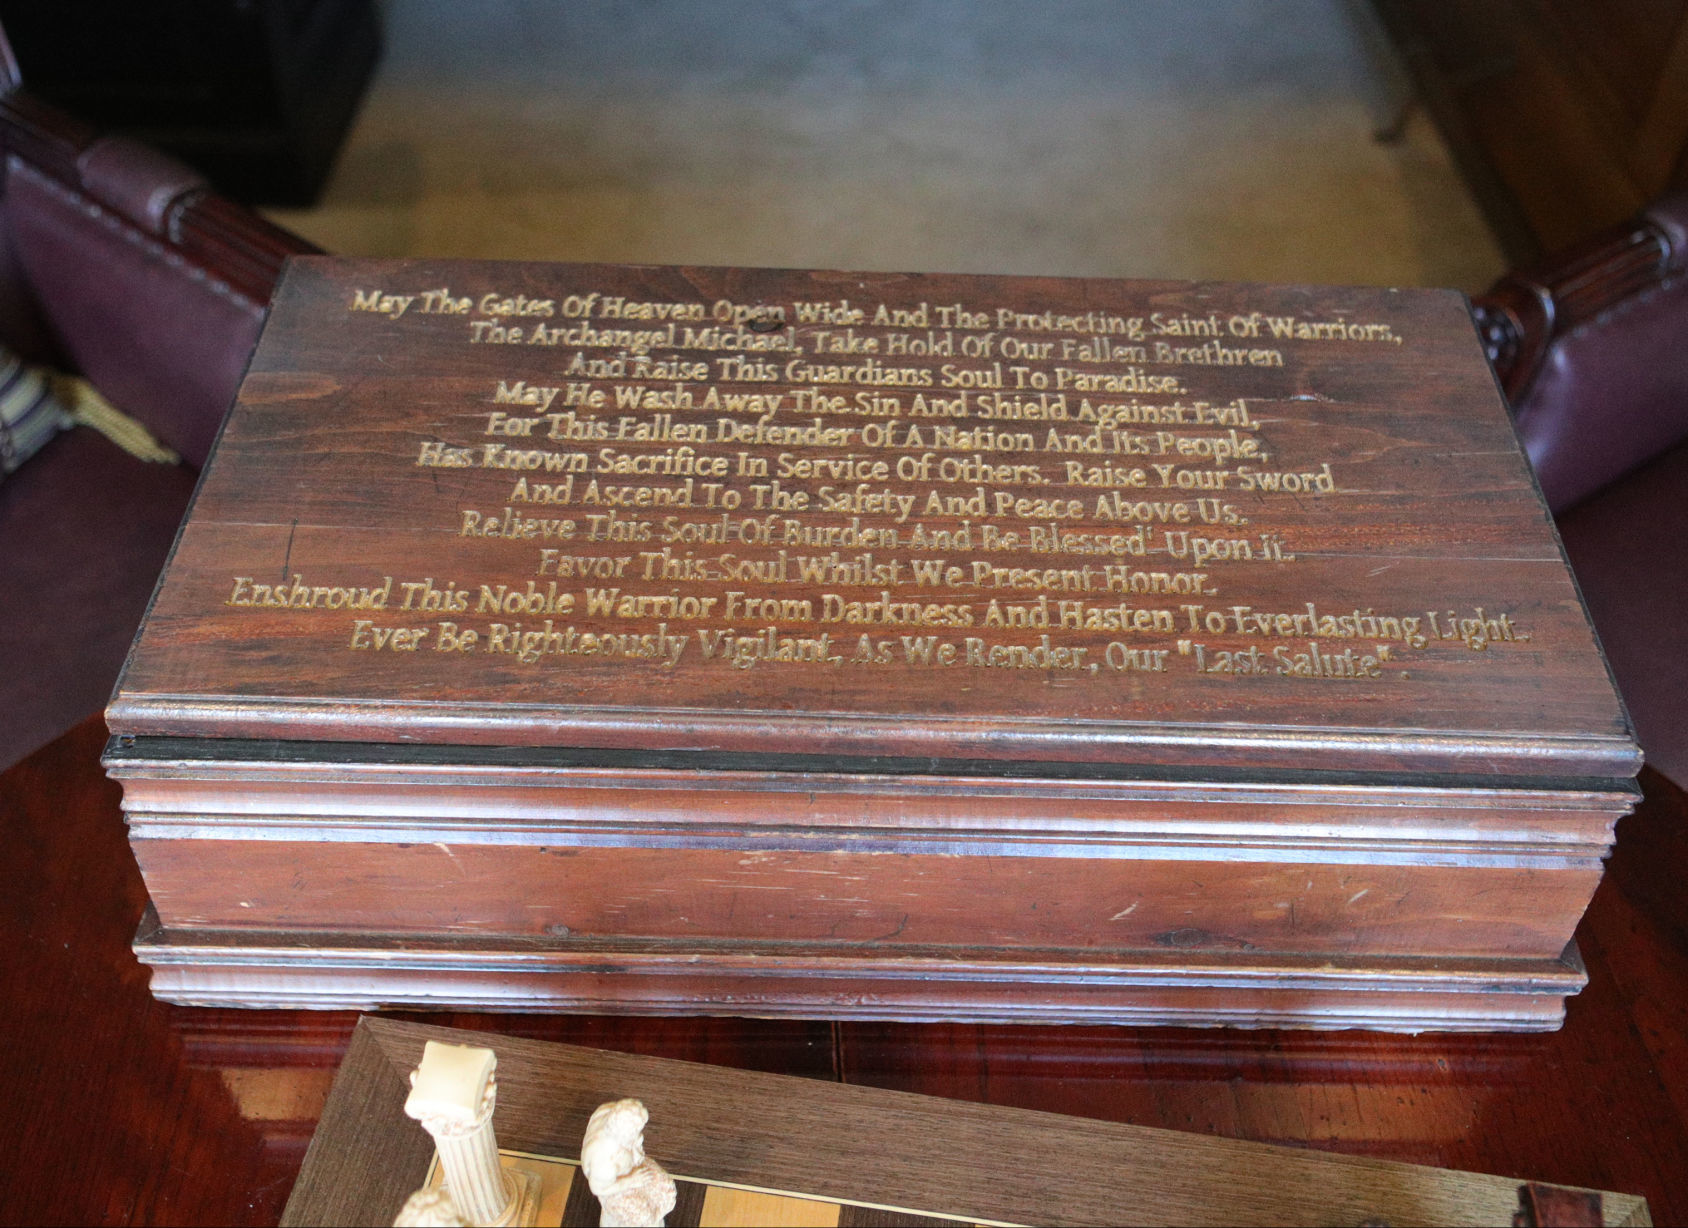 May The Gates Of Heaven Open Wide And The Protecting Saint Of Warriors,
The Archangel Michael, Take Hold Of Our Fallen Brethren
And Raise This Guardians Soul To Paradise.
May He Wash Away The Sin And Shield Against Evil,
For This Fallen Defender Of A Nation And Its People,
Has Known Sacrifice In Service Of Others. Raise Your Sword
And Ascend To The Safety And Peace Above Us.
Relieve This Soul Of Burden And Be Blessed' Upon it.
Favor This Soul Whilst We Present Honor.
Enshroud This Noble Warrior From Darkness And Hasten To Everlasting Light.
Ever Be Righteously Vigilant, As We Render, Our "Last Salute".